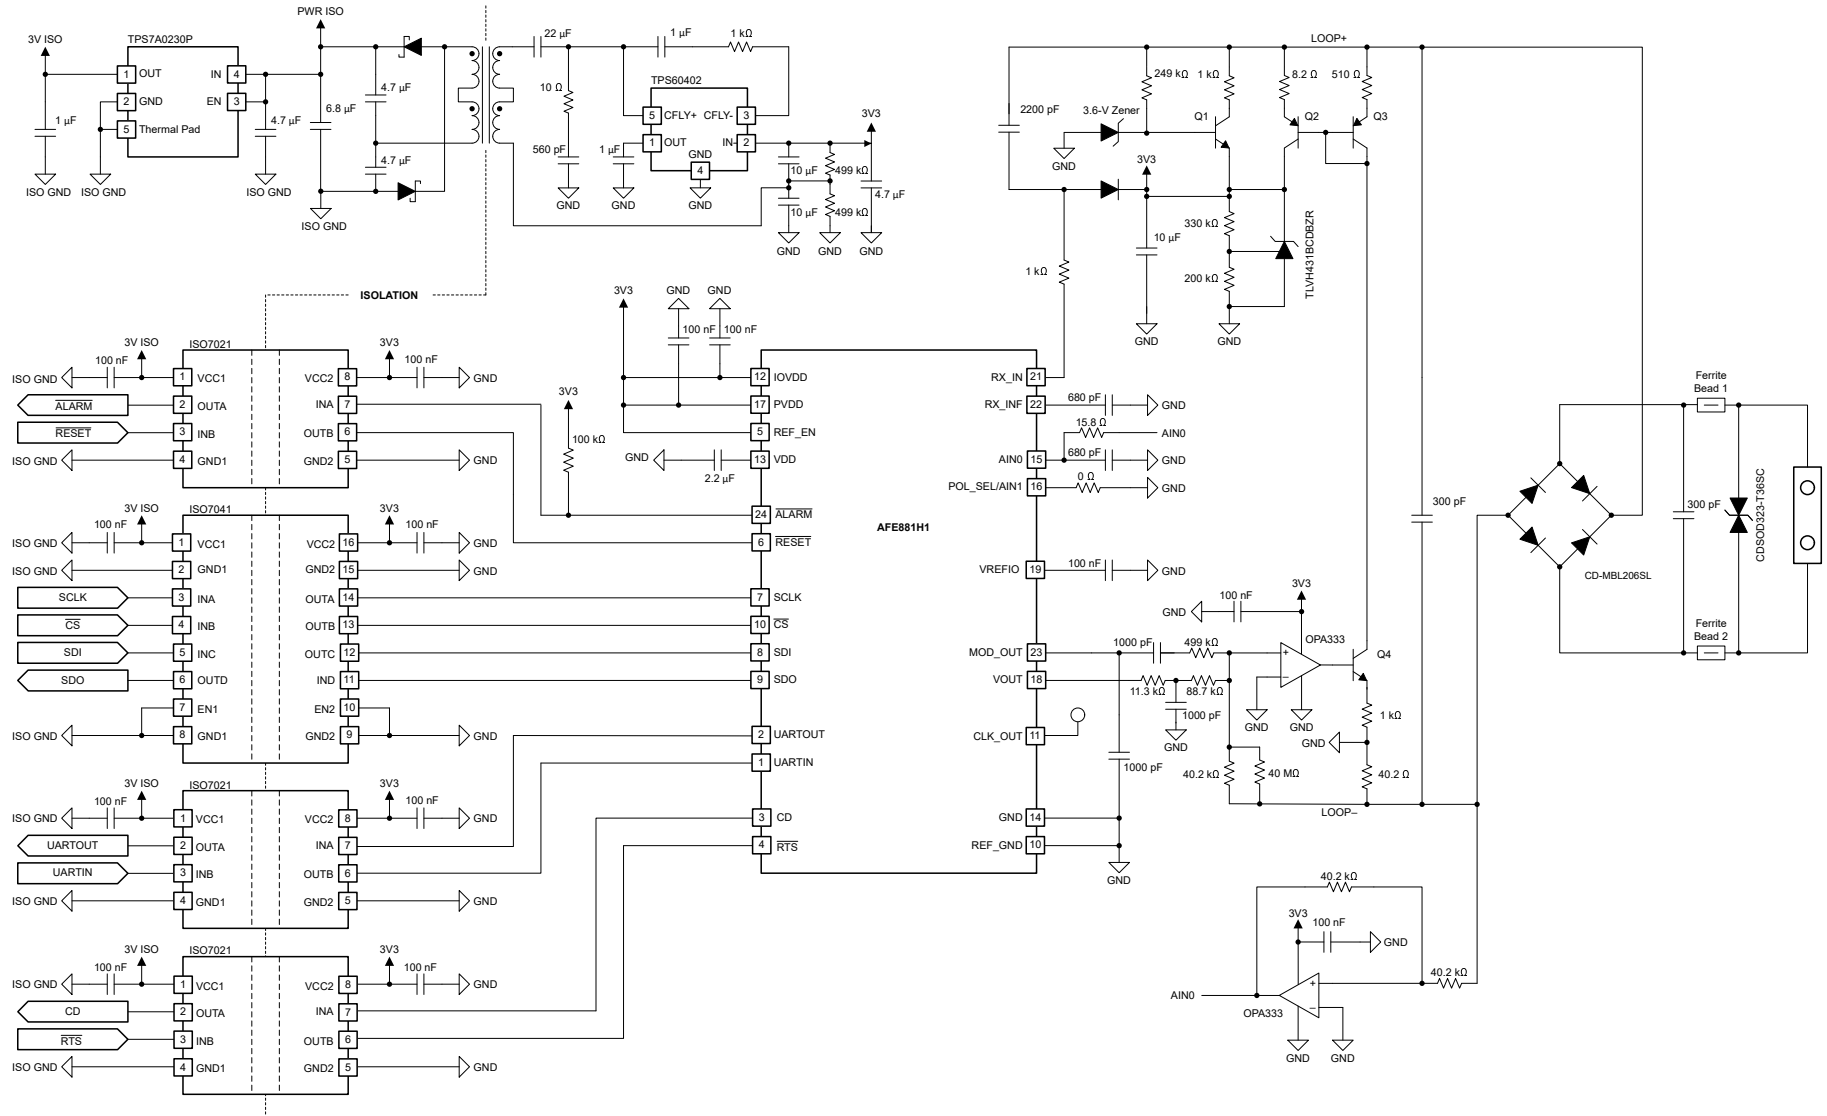 PWR ISO
3V ISO
TPS7A0230P
1 OUT
IN 4
2 GND
EN 3
5 Thermal Pad
1 µF
4.7 µF
6.8 µF
4.7 µF
4.7 µF
ISO GND
ISO GND
ISO GND
ISO GND
22 µF
1 µF
1 kΩ
10 Ω
560 pF
GND
TPS60402
5 CFLY+
CFLY- 3
1 OUT
IN- 2
GND
4
1 µF
GND
GND
3V3
10 µF
499 kΩ
10 µF
499 kΩ
4.7 µF
GND
GND
GND
LOOP+
2200 pF
249 kΩ
1 kΩ
8.2 Ω
510 Ω
3.6-V Zener
GND
Q1
Q2
Q3
3V3
330 kΩ
10 µF
200 kΩ
TLVH431BCDBZR
1 kΩ
GND
GND
ISOLATION
ISO7021
3V ISO
100 nF
ISO GND
1 VCC1
VCC2 8
3V3
100 nF
GND
ALARM
2 OUTA
INA 7
RESET
3 INB
OUTB 6
ISO GND
4 GND1
GND2 5
GND
ISO7041
3V ISO
100 nF
ISO GND
1 VCC1
VCC2 16
3V3
100 nF
GND
ISO GND
2 GND1
GND2 15
GND
SCLK
3 INA
OUTA 14
CS
4 INB
OUTB 13
SDI
5 INC
OUTC 12
SDO
6 OUTD
IND 11
7 EN1
EN2 10
ISO GND
8 GND1
GND2 9
GND
ISO7021
3V ISO
100 nF
ISO GND
1 VCC1
VCC2 8
3V3
100 nF
GND
UARTOUT
2 OUTA
INA 7
UARTIN
3 INB
OUTB 6
ISO GND
4 GND1
GND2 5
GND
ISO7021
3V ISO
100 nF
ISO GND
1 VCC1
VCC2 8
3V3
100 nF
GND
CD
2 OUTA
INA 7
RTS
3 INB
OUTB 6
ISO GND
4 GND1
GND2 5
GND
3V3
GND
GND
100 nF
100 nF
3V3
100 kΩ
GND
2.2 µF
AFE881H1
12 IOVDD
17 PVDD
5 REF_EN
13 VDD
24 ALARM
6 RESET
7 SCLK
10 CS
8 SDI
9 SDO
2 UARTOUT
1 UARTIN
3 CD
4 RTS
RX_IN 21
RX_INF 22
AIN0 15
POL_SEL/AIN1 16
VREFIO 19
MOD_OUT 23
VOUT 18
CLK_OUT 11
GND 14
REF_GND 10
680 pF
GND
15.8 Ω
AIN0
680 pF
GND
0 Ω
GND
100 nF
GND
3V3
100 nF
GND
1000 pF
499 kΩ
OPA333
+
−
Q4
11.3 kΩ
88.7 kΩ
1000 pF
GND
GND
GND
1 kΩ
GND
1000 pF
40.2 kΩ
40 MΩ
40.2 Ω
LOOP–
GND
300 pF
CD-MBL206SL
300 pF
Ferrite
Bead 1
CDSOD323-T36SC
Ferrite
Bead 2
40.2 kΩ
3V3
100 nF
GND
40.2 kΩ
AIN0
+
−
OPA333
GND
GND